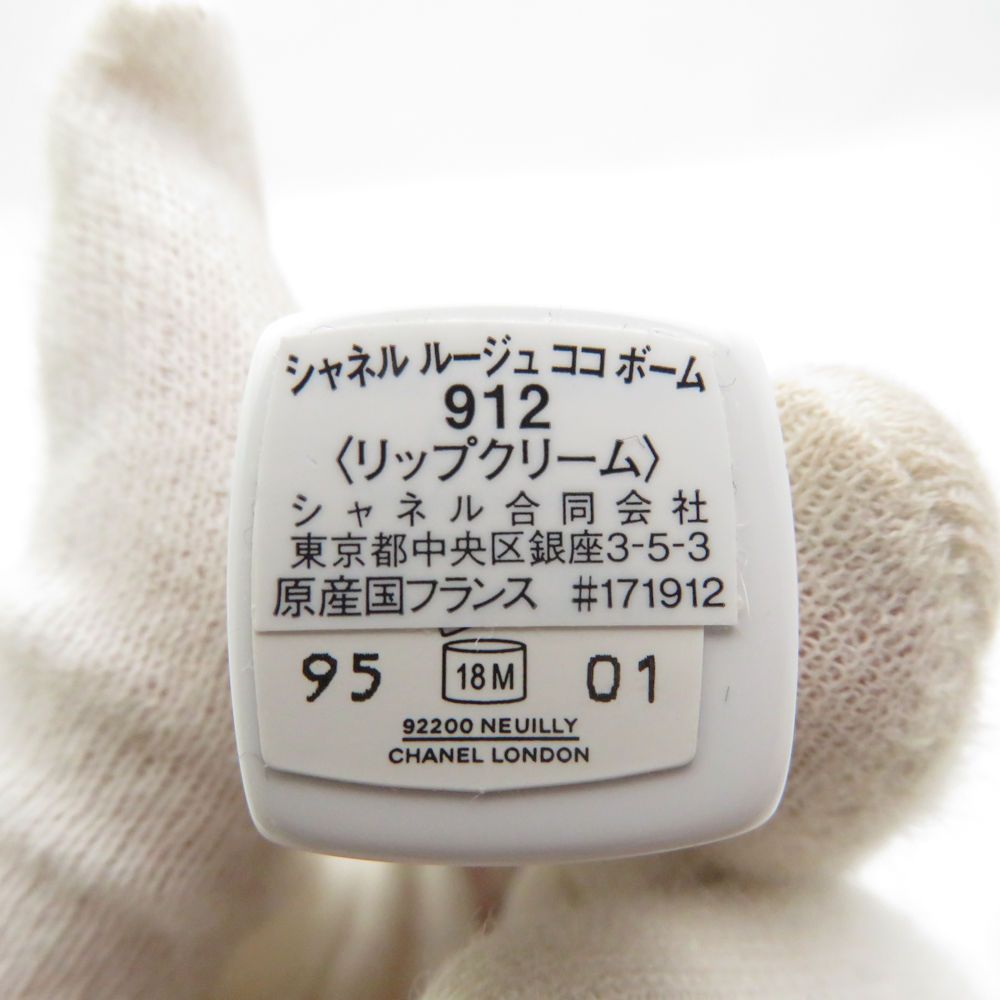 シャネル ルージュ ココ ボーム
912
〈リップクリーム〉
シャネル合同会社
東京都中央区銀座3-5-3
原産国フランス #171912
95 18M 01
92200 NEUILLY
CHANEL LONDON